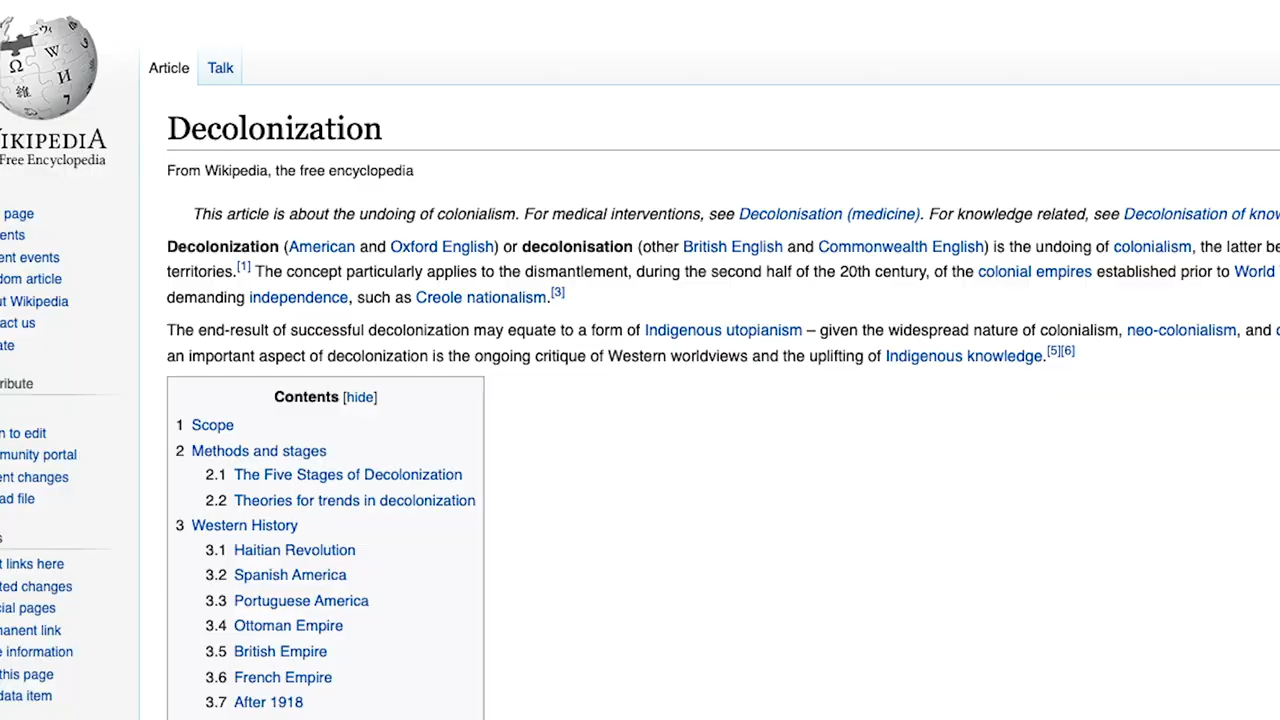 Ω W И 維 7
IKIPEDIA
Free Encyclopedia
page
ents
ent events
dom article
ut Wikipedia
act us
ate
ribute
n to edit
munity portal
ent changes
ad file
s
t links here
ted changes
cial pages
manent link
e information
this page
data item
Article Talk
Decolonization
From Wikipedia, the free encyclopedia
This article is about the undoing of colonialism. For medical interventions, see Decolonisation (medicine). For knowledge related, see Decolonisation of know
Decolonization (American and Oxford English) or decolonisation (other British English and Commonwealth English) is the undoing of colonialism, the latter be
territories.[1] The concept particularly applies to the dismantlement, during the second half of the 20th century, of the colonial empires established prior to World
demanding independence, such as Creole nationalism.[3]
The end-result of successful decolonization may equate to a form of Indigenous utopianism – given the widespread nature of colonialism, neo-colonialism, and
an important aspect of decolonization is the ongoing critique of Western worldviews and the uplifting of Indigenous knowledge.[5][6]
Contents [hide]
1 Scope
2 Methods and stages
2.1 The Five Stages of Decolonization
2.2 Theories for trends in decolonization
3 Western History
3.1 Haitian Revolution
3.2 Spanish America
3.3 Portuguese America
3.4 Ottoman Empire
3.5 British Empire
3.6 French Empire
3.7 After 1918